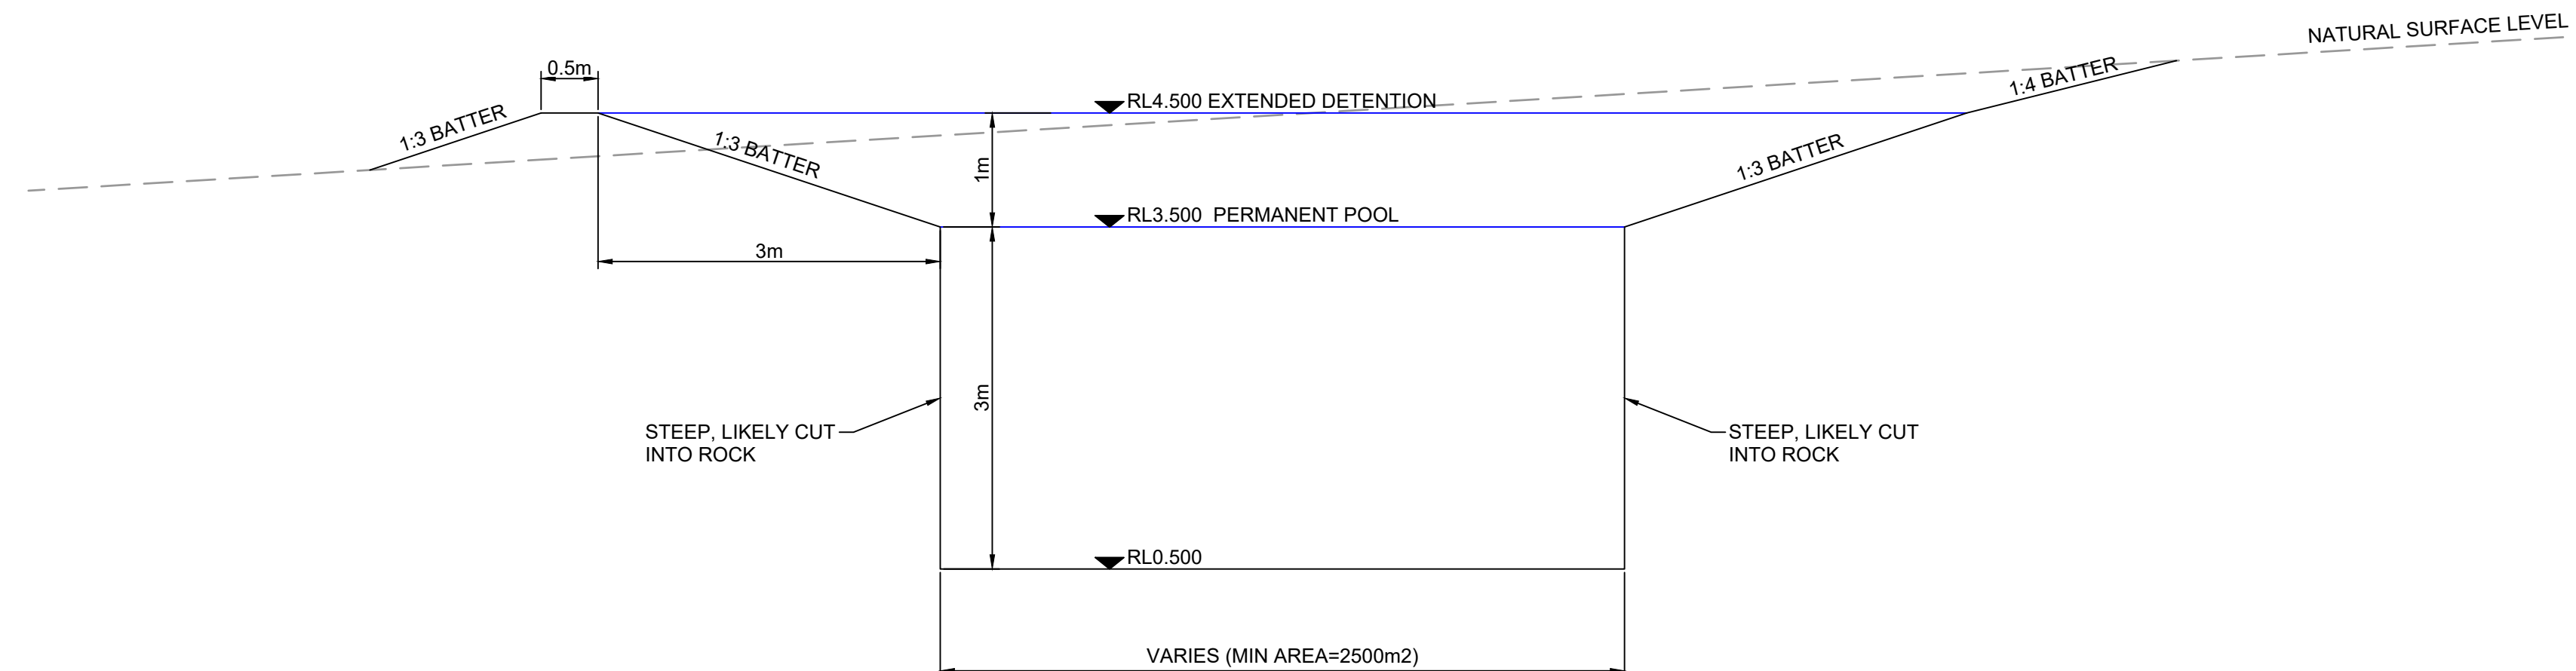 NATURAL SURFACE LEVEL
0.5m
1:4 BATTER
RL4.500 EXTENDED DETENTION
1:3 BATTER
1:3 BATTER
1:3 BATTER
1m
RL3.500  PERMANENT POOL
3m
3m
STEEP, LIKELY CUT
INTO ROCK
STEEP, LIKELY CUT
INTO ROCK
RL0.500
VARIES (MIN AREA=2500m2)